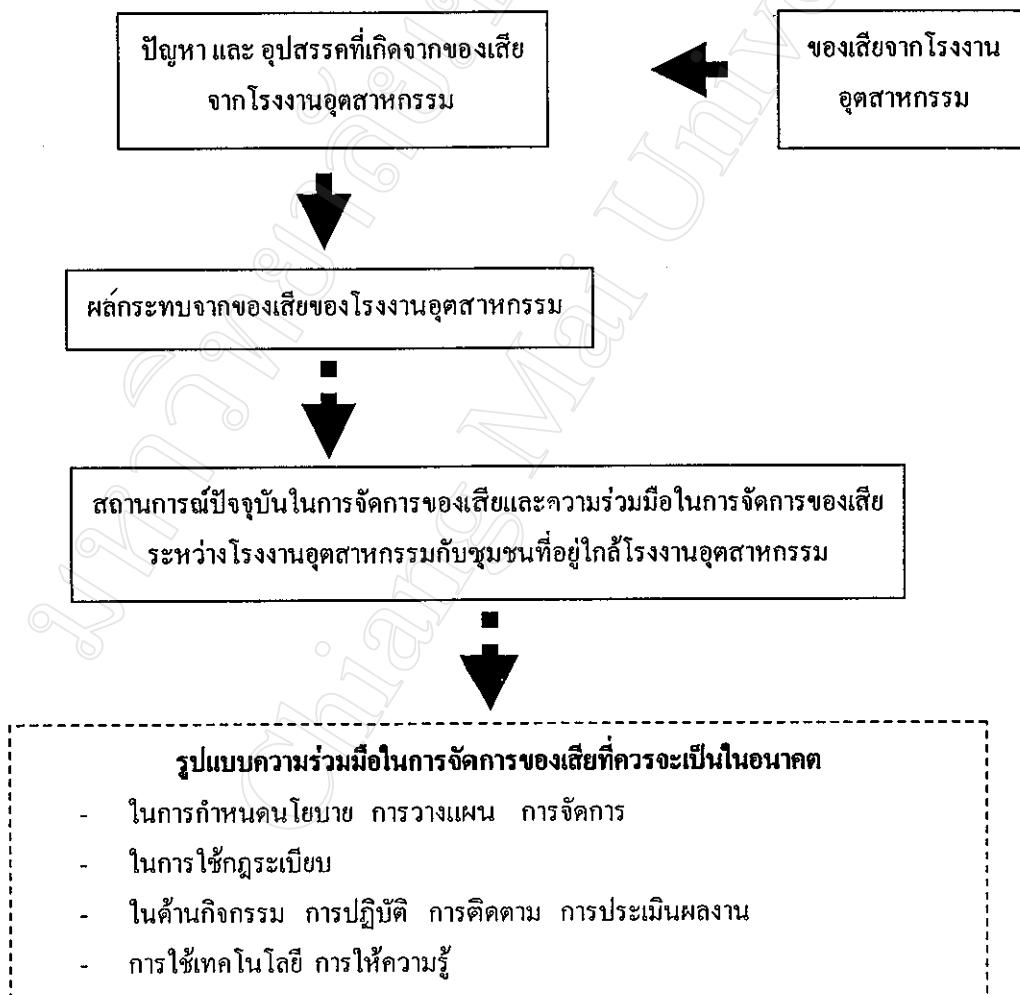 ปัญหา และ อุปสรรคที่เกิดจากของเสีย
จากโรงงานอุตสาหกรรม
ของเสียจากโรงงาน
อุตสาหกรรม
ผลกระทบจากของเสียของโรงงานอุตสาหกรรม
สถานการณ์ปัจจุบันในการจัดการของเสียและความร่วมมือในการจัดการของเสีย
ระหว่างโรงงานอุตสาหกรรมกับชุมชนที่อยู่ใกล้โรงงานอุตสาหกรรม
รูปแบบความร่วมมือในการจัดการของเสียที่ควรจะเป็นในอนาคต
- ในการกำหนดนโยบาย การวางแผน การจัดการ
- ในการใช้กฎระเบียบ
- ในด้านกิจกรรม การปฏิบัติ การติดตาม การประเมินผลงาน
- การใช้เทคโนโลยี การให้ความรู้
มหาวิทยาลัย
Chiang Mai Univ